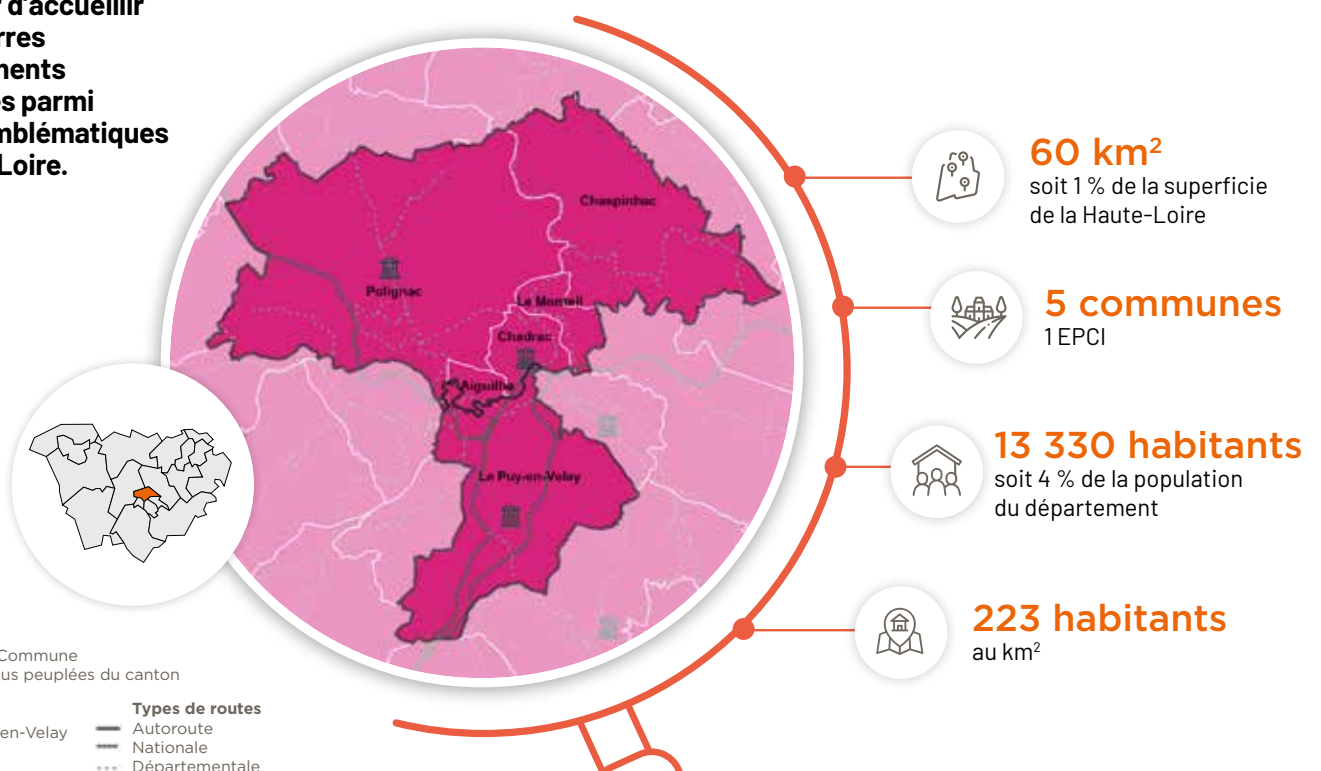 d'accueillir
rres
ments
es parmi
mblématiques
Loire.
Chaspinhac
Polignac
Le Monteil
Chadrac
Aiguilhe
Le Puy-en-Velay
60 km²
soit 1 % de la superficie
de la Haute-Loire
5 communes
1 EPCI
13 330 habitants
soit 4 % de la population
du département
223 habitants
au km²
Commune
us peuplées du canton
en-Velay
Types de routes
Autoroute
Nationale
Départementale